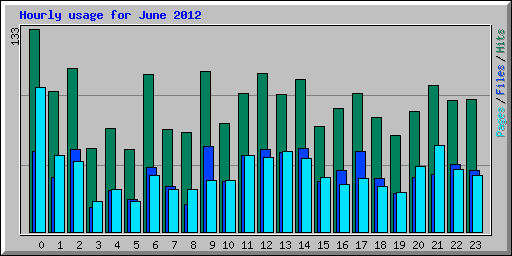 Hourly usage for June 2012
133
Pages/Files/Hits
0 1 2 3 4 5 6 7 8 9 10 11 12 13 14 15 16 17 18 19 20 21 22 23